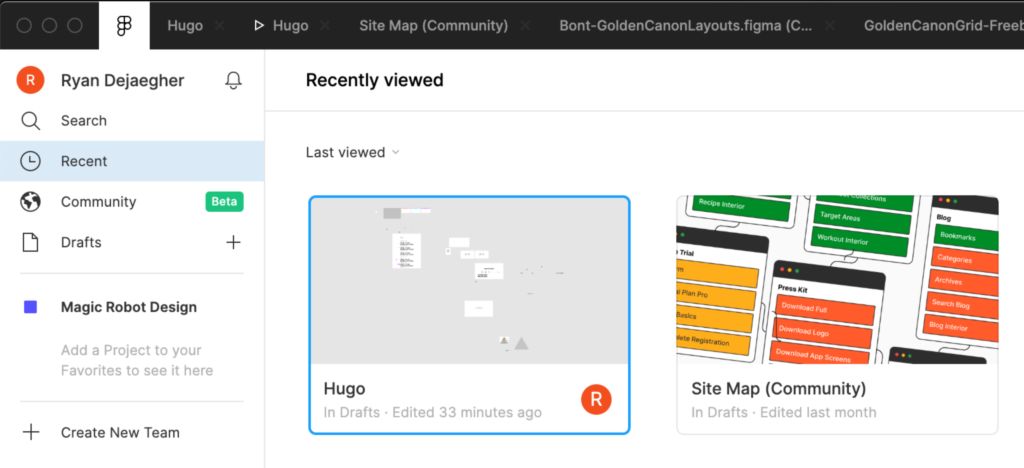 Hugo
Hugo
Site Map (Community)
Bont-GoldenCanonLayouts.figma (C...
GoldenCanonGrid-Freeb
R
Ryan Dejaegher
Search
Recent
Community
Beta
Drafts
Magic Robot Design
Add a Project to your
Favorites to see it here
Create New Team
Recently viewed
Last viewed
Hugo
In Drafts · Edited 33 minutes ago
R
Recipe Interior
Target Areas
Workout Interior
Blog
Bookmarks
Categories
Archives
Search Blog
Blog Interior
Trial
Plan Pro
Basics
Registration
Press Kit
Download Full
Download Logo
Download App Screens
Site Map (Community)
In Drafts · Edited last month